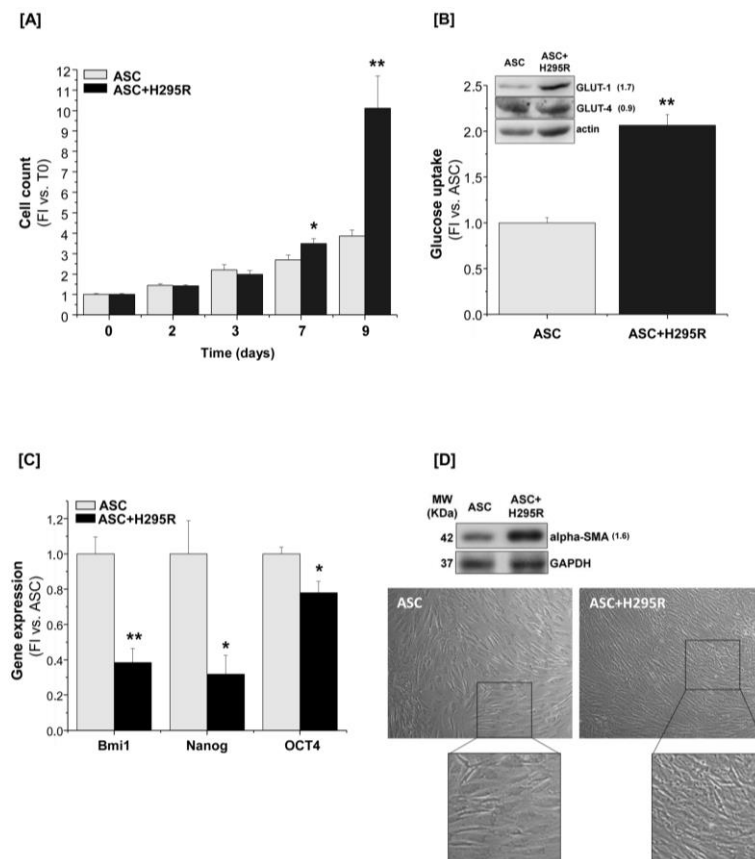 [A]
ASC
ASC+H295R
**
*
Cell count
(FI vs. T0)
12
11
10
9
8
7
6
5
4
3
2
1
0
0 2 3 7 9
Time (days)
[B]
ASC ASC+
H295R
GLUT-1 (1.7)
GLUT-4 (0.9)
actin
**
Glucose uptake
(FI vs. ASC)
2.5
2.0
1.5
1.0
0.5
0.0
ASC ASC+H295R
[C]
ASC
ASC+H295R
Gene expression
(FI vs. ASC)
1.2
1.0
0.8
0.6
0.4
0.2
0.0
**
*
*
Bmi1 Nanog OCT4
[D]
MW
(KDa)
ASC ASC+
H295R
42 alpha-SMA (1.6)
37 GAPDH
ASC
ASC+H295R